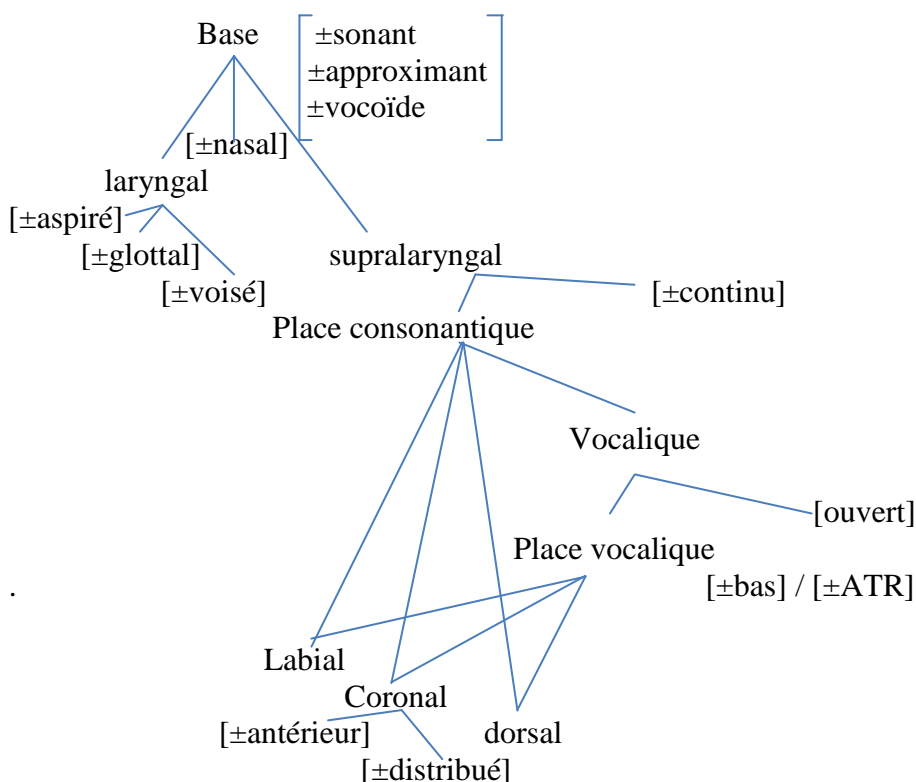 Base
±sonant
±approximant
±vocoïde
[±nasal]
laryngal
[±aspiré]
[±glottal]
supralaryngal
[±voisé]
[±continu]
Place consonantique
Vocalique
[ouvert]
Place vocalique
[±bas] / [±ATR]
.
Labial
Coronal
[±antérieur]
dorsal
[±distribué]